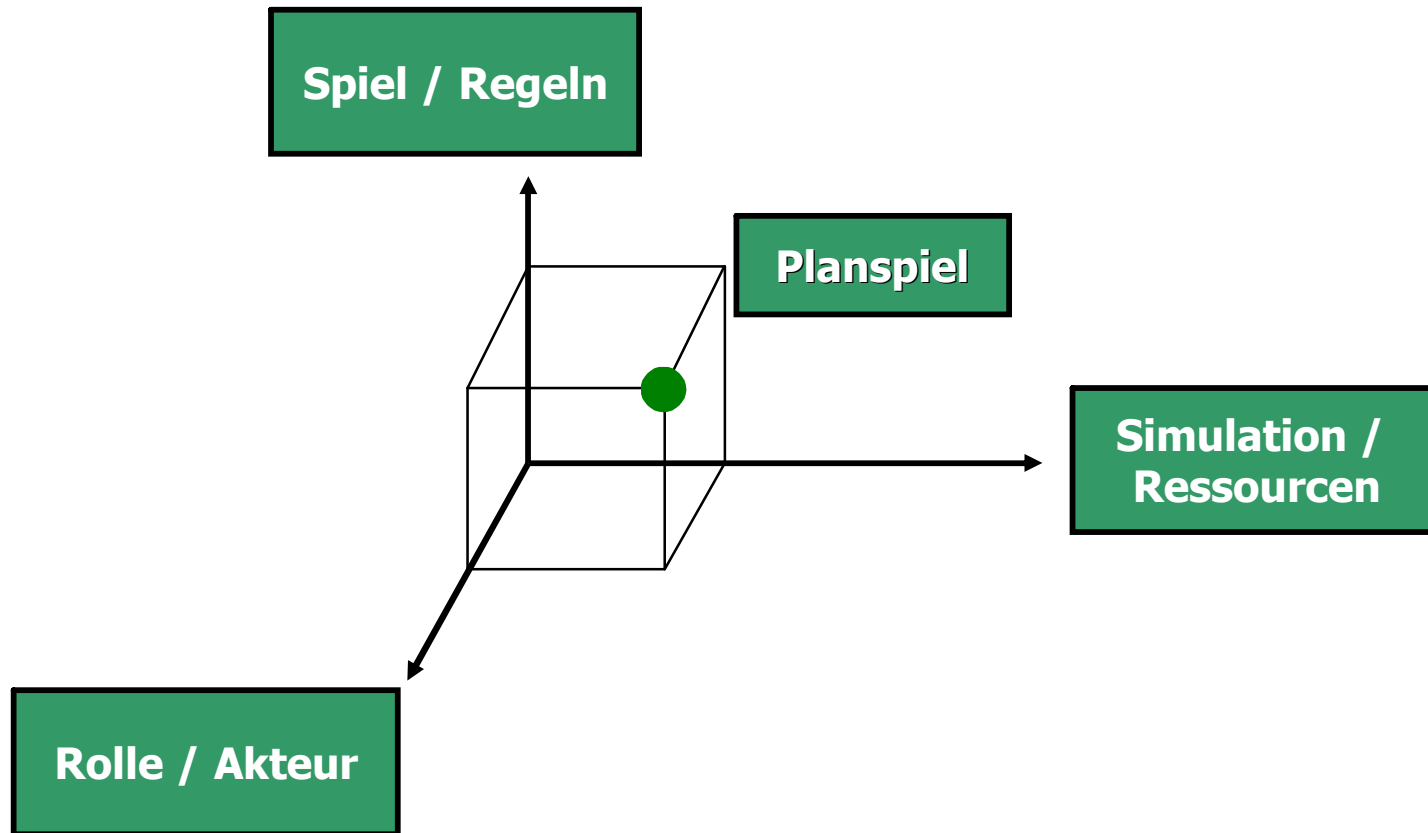 Spiel / Regeln
Planspiel
Simulation /
Ressourcen
Rolle / Akteur